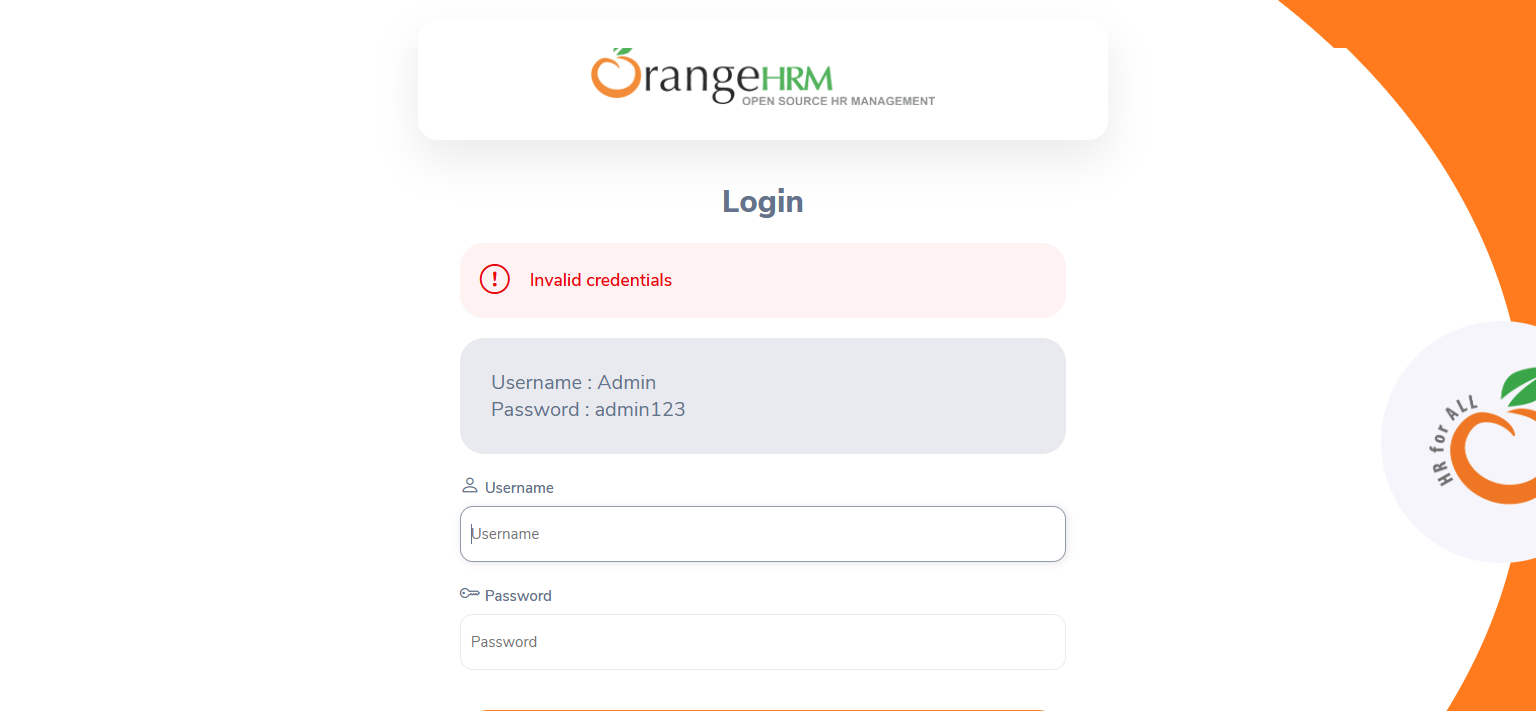 OrangeHRM
OPEN SOURCE HR MANAGEMENT
Login
Invalid credentials
Username : Admin
Password : admin123
Username
Username
Password
Password
HR for ALL